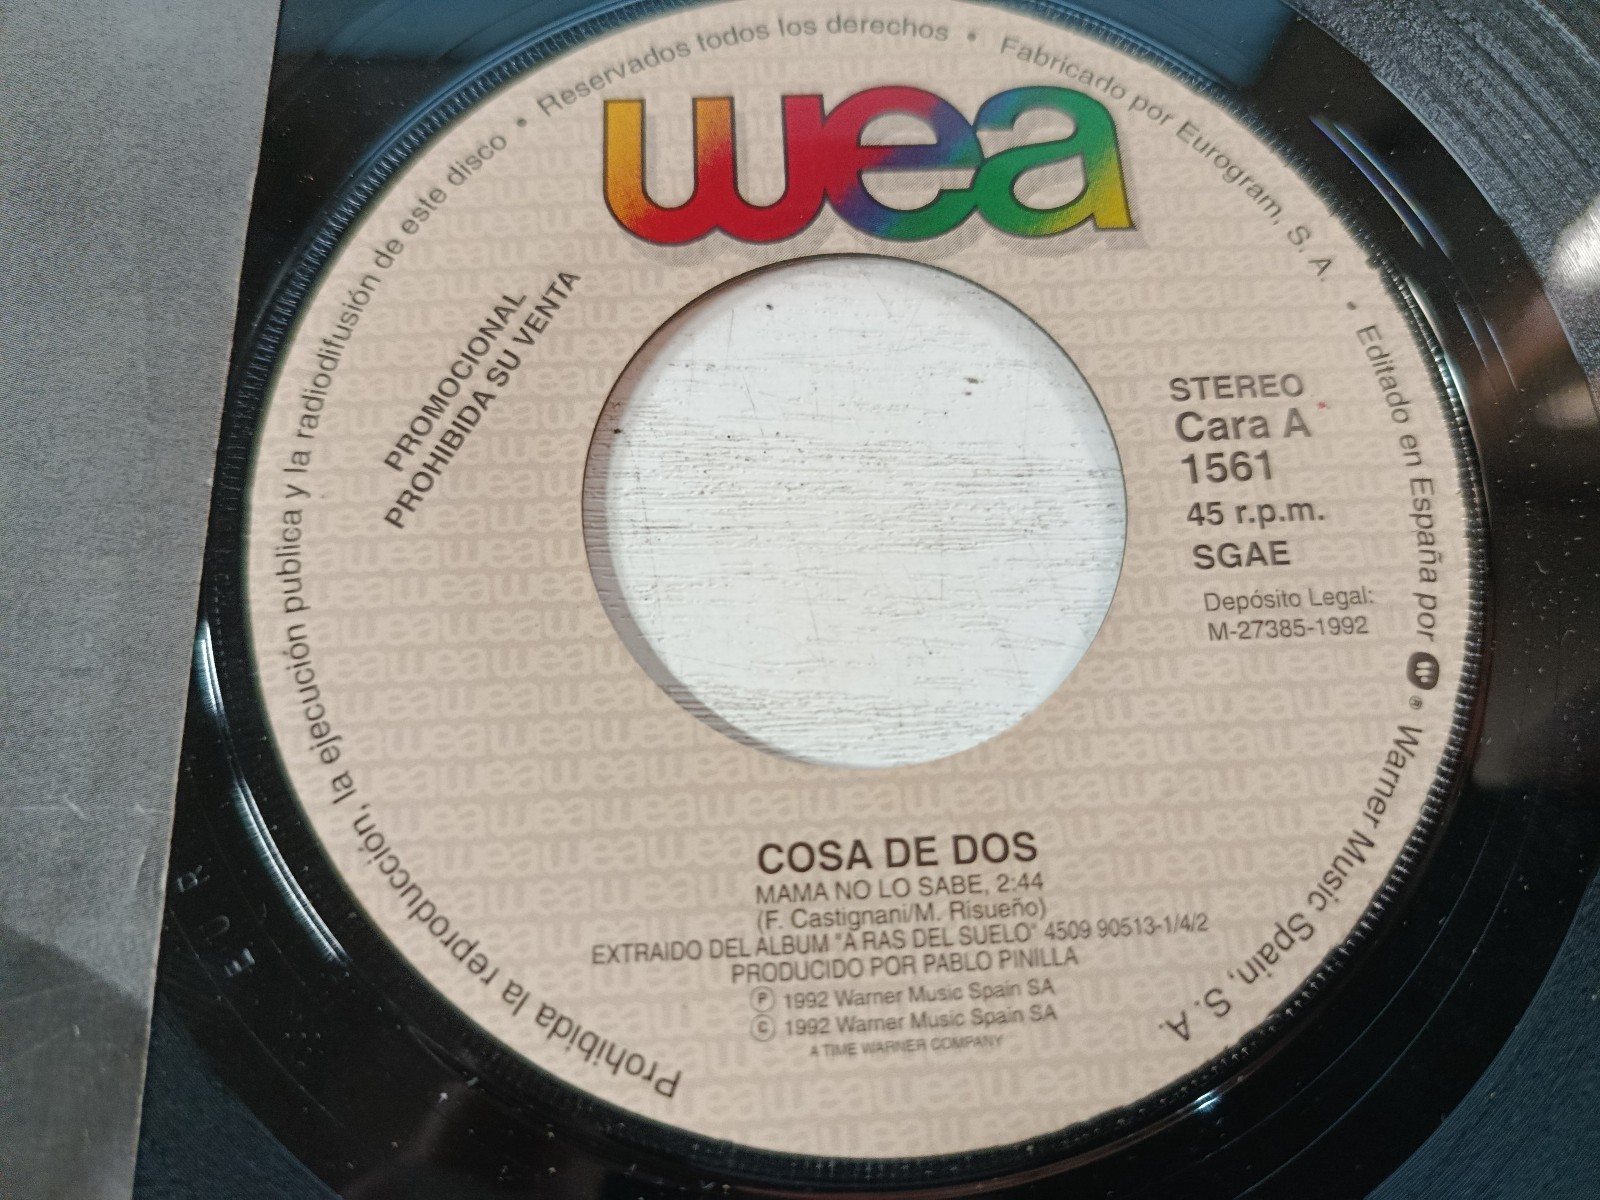 wea
Prohibida la reproducción, la ejecución publica y la radiodifusión de este disco • Reservados todos los derechos • Fabricado por Eurogram, S. A. • Editado en España por ® Warner Music Spain, S. A.
PROMOCIONAL
PROHIBIDA SU VENTA
STEREO
Cara A
1561
45 r.p.m.
SGAE
Depósito Legal:
M-27385-1992
COSA DE DOS
MAMA NO LO SABE, 2:44
(F. Castignani/M. Risueño)
EXTRAIDO DEL ALBUM "A RAS DEL SUELO" 4509 90513-1/4/2
PRODUCIDO POR PABLO PINILLA
Ⓟ 1992 Warner Music Spain SA
© 1992 Warner Music Spain SA
A TIME WARNER COMPANY